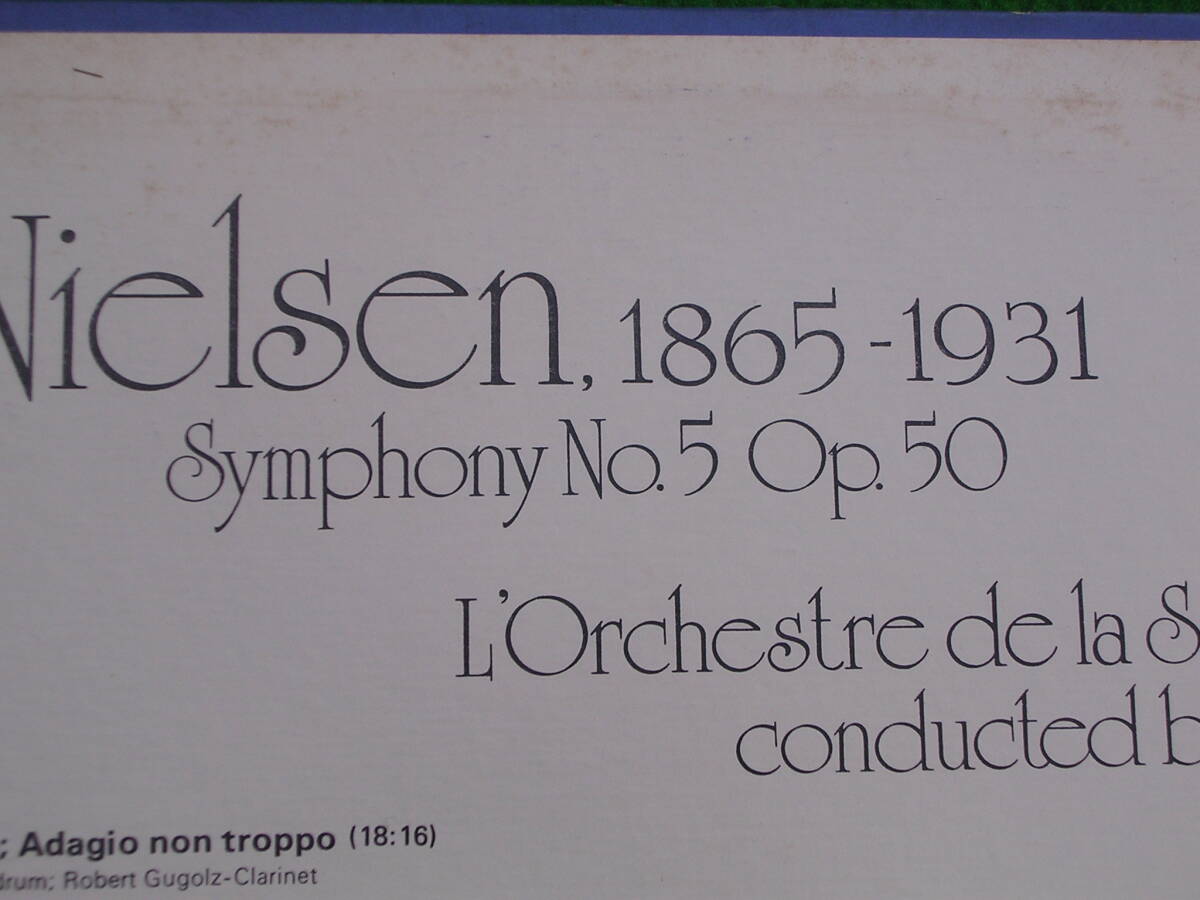 Nielsen, 1865-1931
Symphony No. 5 Op. 50
L'Orchestre de la S
conducted b
; Adagio non troppo (18:16)
drum; Robert Gugolz-Clarinet